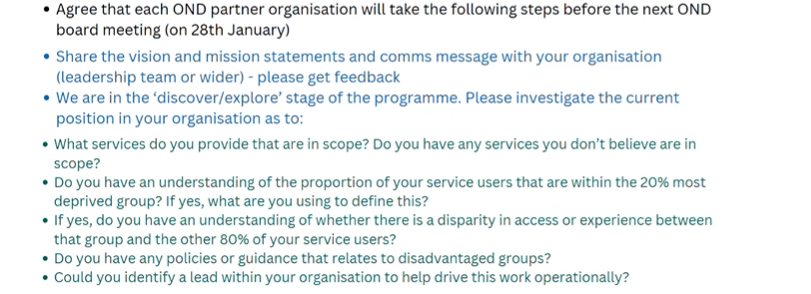 • Agree that each OND partner organisation will take the following steps before the next OND
board meeting (on 28th January)
• Share the vision and mission statements and comms message with your organisation
(leadership team or wider) - please get feedback
• We are in the ‘discover/explore’ stage of the programme. Please investigate the current
position in your organisation as to:
• What services do you provide that are in scope? Do you have any services you don’t believe are in
scope?
• Do you have an understanding of the proportion of your service users that are within the 20% most
deprived group? If yes, what are you using to define this?
• If yes, do you have an understanding of whether there is a disparity in access or experience between
that group and the other 80% of your service users?
• Do you have any policies or guidance that relates to disadvantaged groups?
• Could you identify a lead within your organisation to help drive this work operationally?